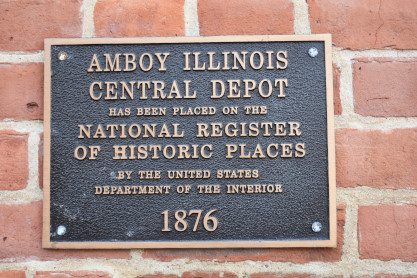 AMBOY ILLINOIS
CENTRAL DEPOT
HAS BEEN PLACED ON THE
NATIONAL REGISTER
OF HISTORIC PLACES
BY THE UNITED STATES
DEPARTMENT OF THE INTERIOR
1876